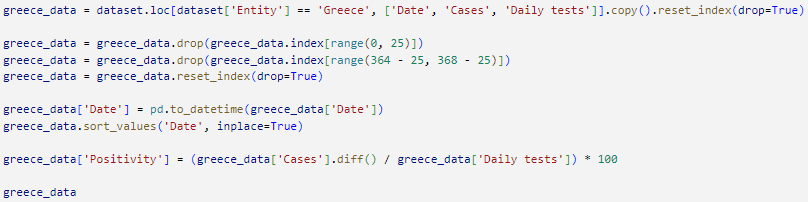 greece_data = dataset.loc[dataset['Entity'] == 'Greece', ['Date', 'Cases', 'Daily tests']].copy().reset_index(drop=True)
greece_data = greece_data.drop(greece_data.index[range(0, 25)])
greece_data = greece_data.drop(greece_data.index[range(364 - 25, 368 - 25)])
greece_data = greece_data.reset_index(drop=True)
greece_data['Date'] = pd.to_datetime(greece_data['Date'])
greece_data.sort_values('Date', inplace=True)
greece_data['Positivity'] = (greece_data['Cases'].diff() / greece_data['Daily tests']) * 100
greece_data